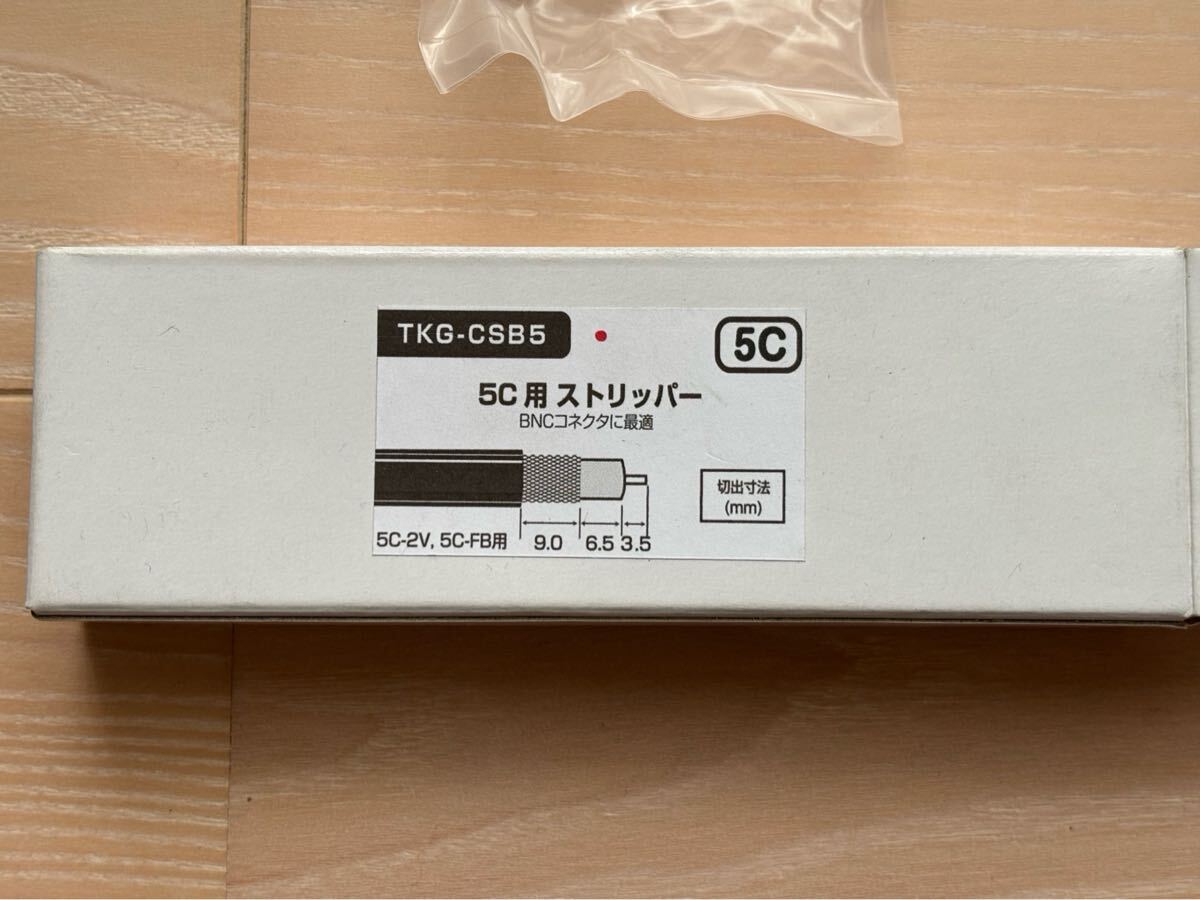 TKG-CSB5
5C
5C用 ストリッパー
BNCコネクタに最適
切出寸法
(mm)
5C-2V, 5C-FB用 9.0 6.5 3.5